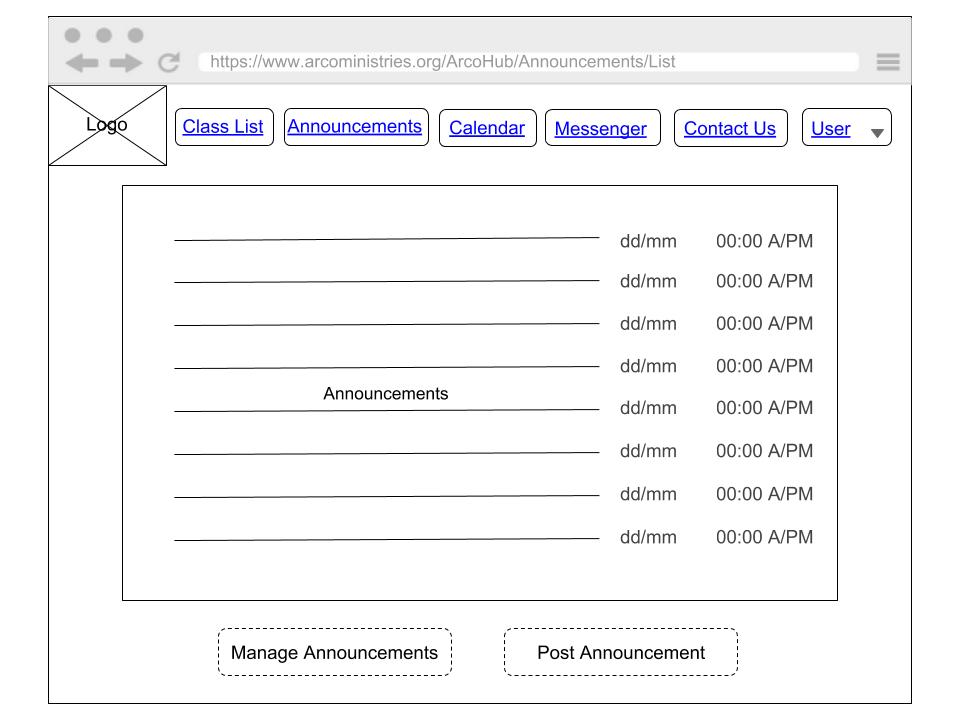 https://www.arcoministries.org/ArcoHub/Announcements/List
Logo
Class List Announcements Calendar Messenger Contact Us User
dd/mm 00:00 A/PM
dd/mm 00:00 A/PM
dd/mm 00:00 A/PM
dd/mm 00:00 A/PM
Announcements
dd/mm 00:00 A/PM
dd/mm 00:00 A/PM
dd/mm 00:00 A/PM
dd/mm 00:00 A/PM
Manage Announcements Post Announcement